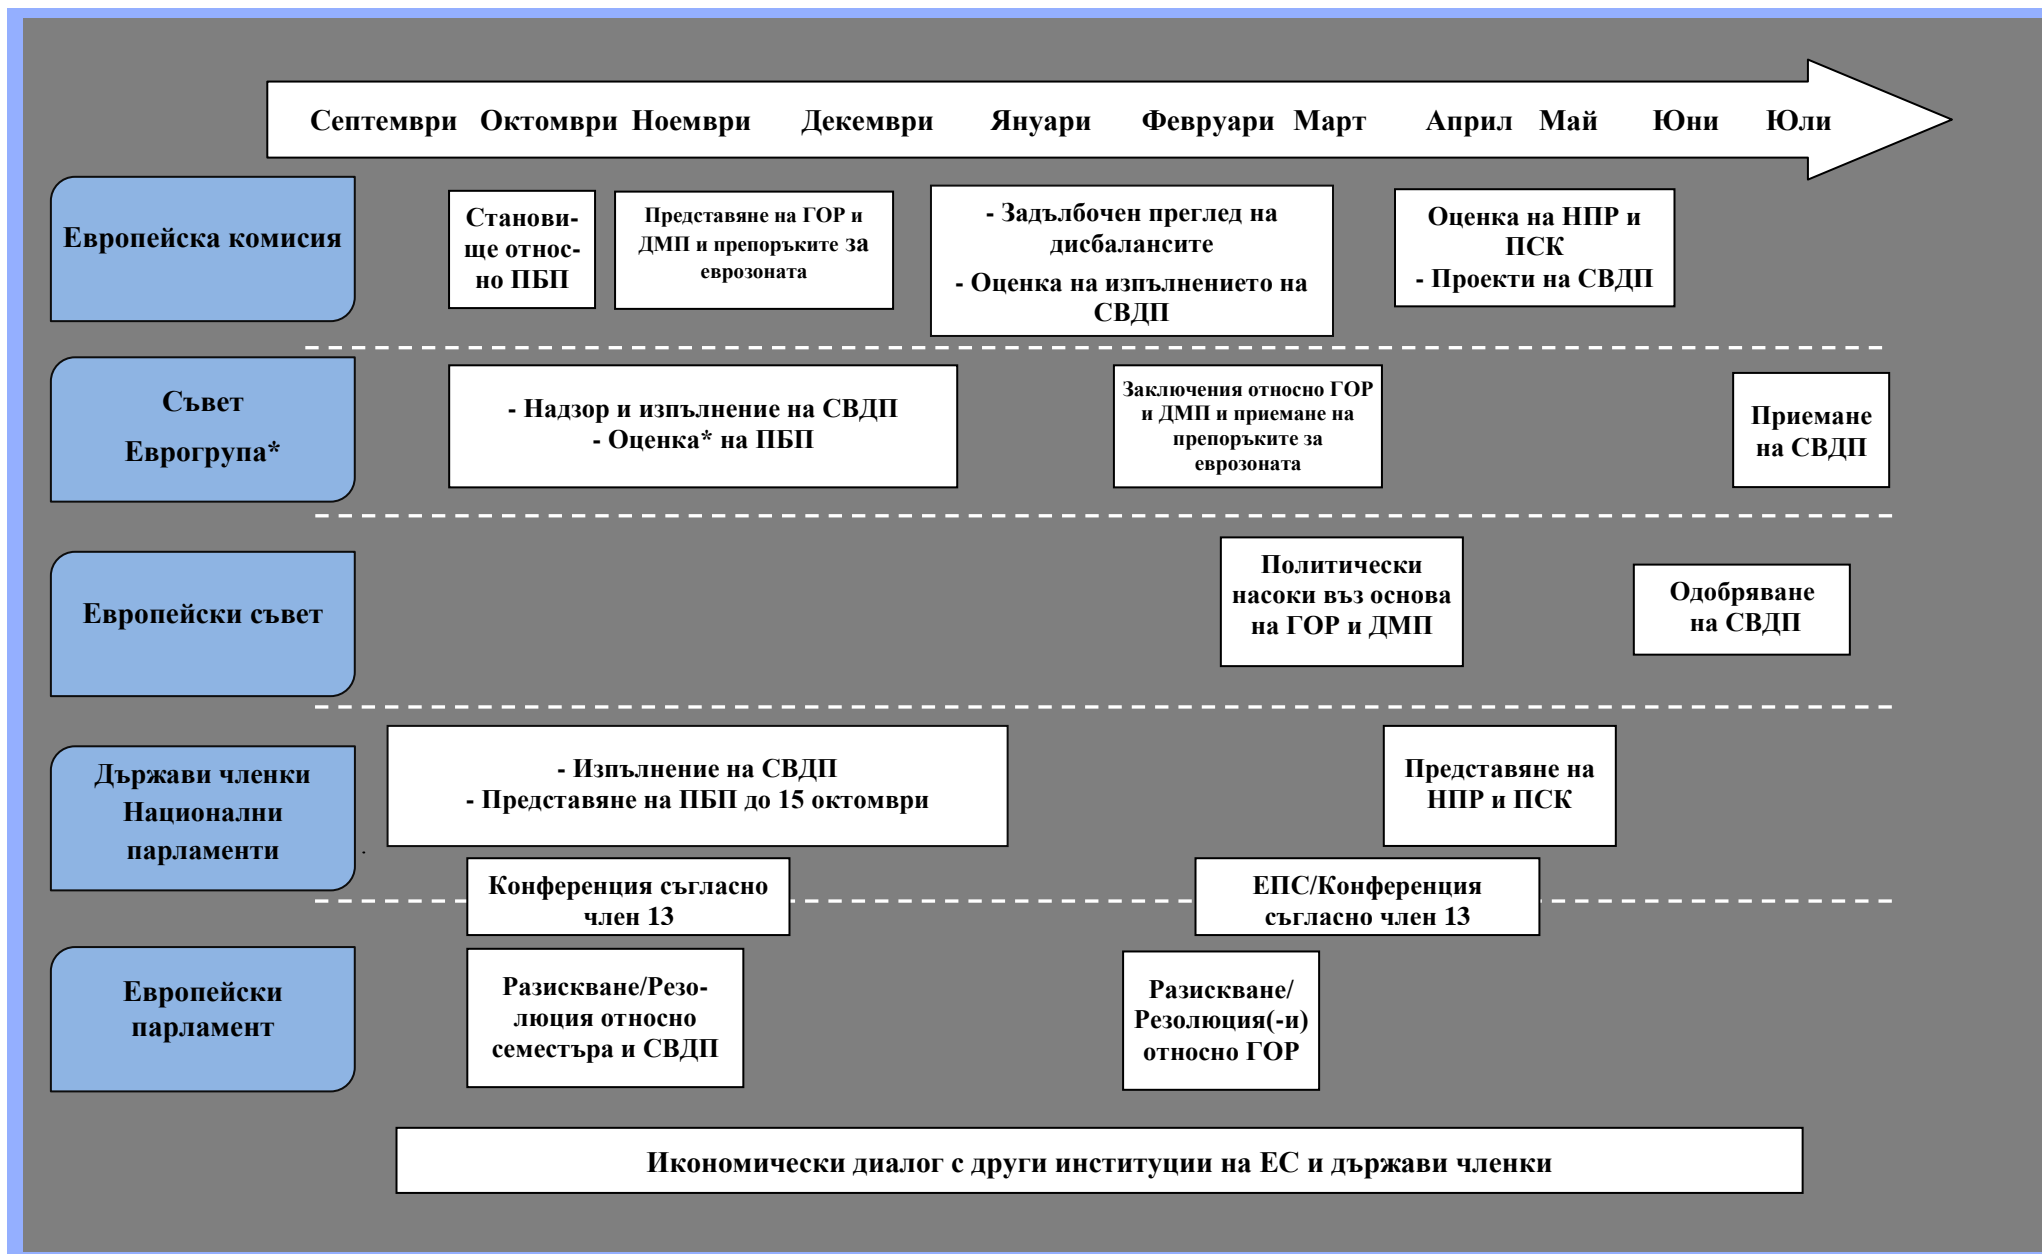 Септември Октомври Ноември Декември Януари Февруари Март Април Май Юни Юли
Европейска комисия
Станови-
ще относ-
но ПБП
Представяне на ГОР и
ДМП и препоръките за
еврозоната
- Задълбочен преглед на
дисбалансите
- Оценка на изпълнението на
СВДП
Оценка на НПР и
ПСК
- Проекти на СВДП
Съвет
Еврогрупа*
- Надзор и изпълнение на СВДП
- Оценка* на ПБП
Заключения относно ГОР
и ДМП и приемане на
препоръките за
еврозоната
Приемане
на СВДП
Европейски съвет
Политически
насоки въз основа
на ГОР и ДМП
Одобряване
на СВДП
Държави членки
Национални
парламенти
- Изпълнение на СВДП
- Представяне на ПБП до 15 октомври
Представяне на
НПР и ПСК
Конференция съгласно
член 13
ЕПС/Конференция
съгласно член 13
Европейски
парламент
Разискване/Резо-
люция относно
семестъра и СВДП
Разискване/
Резолюция(-и)
относно ГОР
Икономически диалог с други институции на ЕС и държави членки